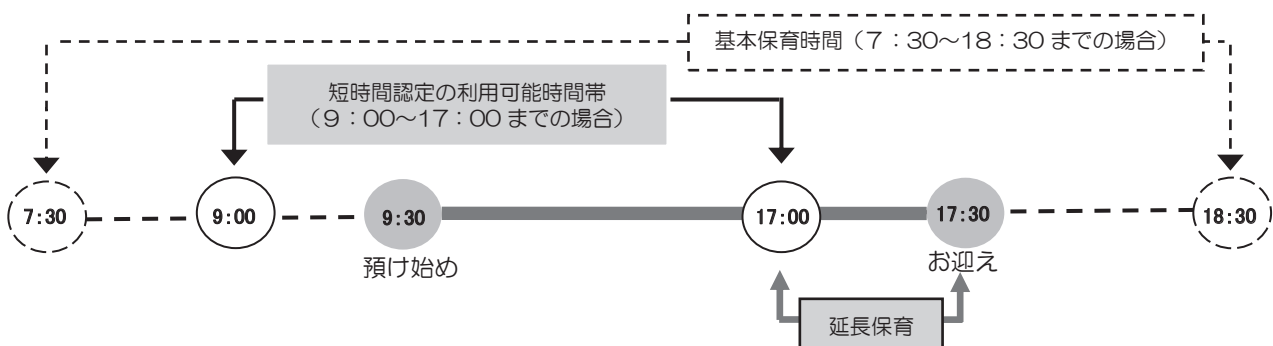 基本保育時間（7：30～18：30 までの場合）
短時間認定の利用可能時間帯
（9：00～17：00 までの場合）
7:30
9:00
9:30
17:00
17:30
18:30
預け始め
お迎え
延長保育